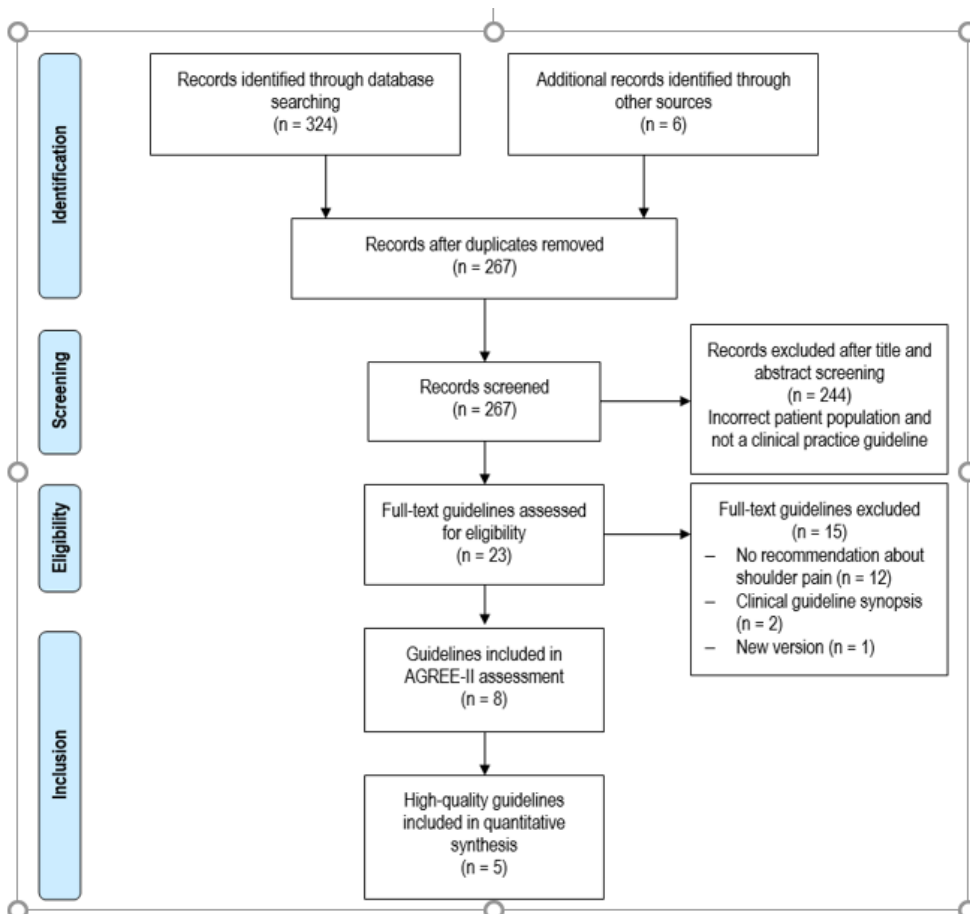 Identification
Records identified through database
searching
(n = 324)
Additional records identified through
other sources
(n = 6)
Records after duplicates removed
(n = 267)
Screening
Records screened
(n = 267)
Records excluded after title and
abstract screening
(n = 244)
Incorrect patient population and
not a clinical practice guideline
Eligibility
Full-text guidelines assessed
for eligibility
(n = 23)
Full-text guidelines excluded
(n = 15)
– No recommendation about
shoulder pain (n = 12)
– Clinical guideline synopsis
(n = 2)
– New version (n = 1)
Inclusion
Guidelines included in
AGREE-II assessment
(n = 8)
High-quality guidelines
included in quantitative
synthesis
(n = 5)